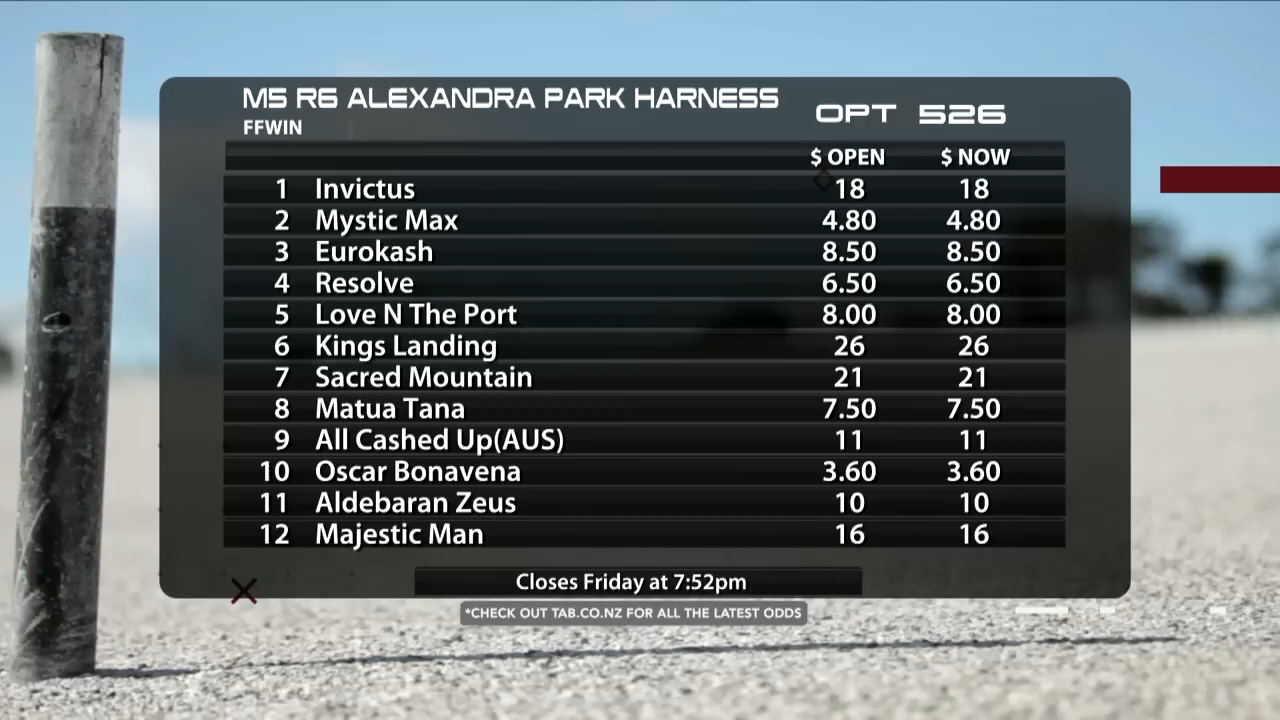 M5 R6 ALEXANDRA PARK HARNESS OPT 526
FFWIN
$ OPEN $ NOW
1 Invictus 18 18
2 Mystic Max 4.80 4.80
3 Eurokash 8.50 8.50
4 Resolve 6.50 6.50
5 Love N The Port 8.00 8.00
6 Kings Landing 26 26
7 Sacred Mountain 21 21
8 Matua Tana 7.50 7.50
9 All Cashed Up(AUS) 11 11
10 Oscar Bonavena 3.60 3.60
11 Aldebaran Zeus 10 10
12 Majestic Man 16 16
Closes Friday at 7:52pm
*CHECK OUT TAB.CO.NZ FOR ALL THE LATEST ODDS